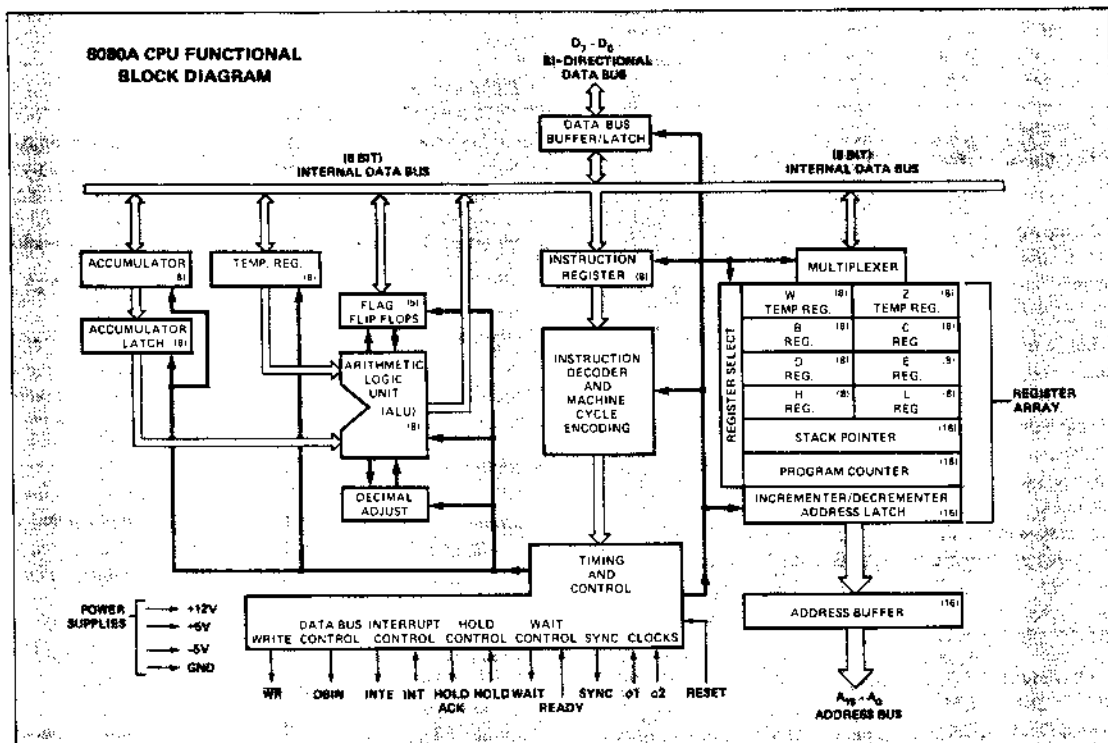 8080A CPU FUNCTIONAL
BLOCK DIAGRAM
D7 - D0
BI-DIRECTIONAL
DATA BUS
DATA BUS
BUFFER/LATCH
(8 BIT)
INTERNAL DATA BUS
(8 BIT)
INTERNAL DATA BUS
ACCUMULATOR
(8)
TEMP. REG.
(8)
FLAG (5)
FLIP FLOPS
INSTRUCTION
REGISTER (8)
MULTIPLEXER
ACCUMULATOR
LATCH (8)
ARITHMETIC
LOGIC
UNIT
(ALU)
(8)
DECIMAL
ADJUST
INSTRUCTION
DECODER
AND
MACHINE
CYCLE
ENCODING
REGISTER SELECT
W (8)
TEMP REG.
Z (8)
TEMP REG.
B (8)
REG.
C (8)
REG
D (8)
REG.
E (8)
REG.
H (8)
REG.
L (8)
REG
STACK POINTER (16)
PROGRAM COUNTER (16)
INCREMENTER/DECREMENTER
ADDRESS LATCH (16)
REGISTER
ARRAY
TIMING
AND
CONTROL
WRITE
DATA BUS
CONTROL
INTERRUPT
CONTROL
HOLD
CONTROL
WAIT
CONTROL
SYNC
CLOCKS
POWER
SUPPLIES
+12V
+5V
-5V
GND
WR
DBIN
INTE
INT
HOLD
ACK
HOLD
WAIT
READY
SYNC
φ1
φ2
RESET
ADDRESS BUFFER (16)
A15 - A0
ADDRESS BUS